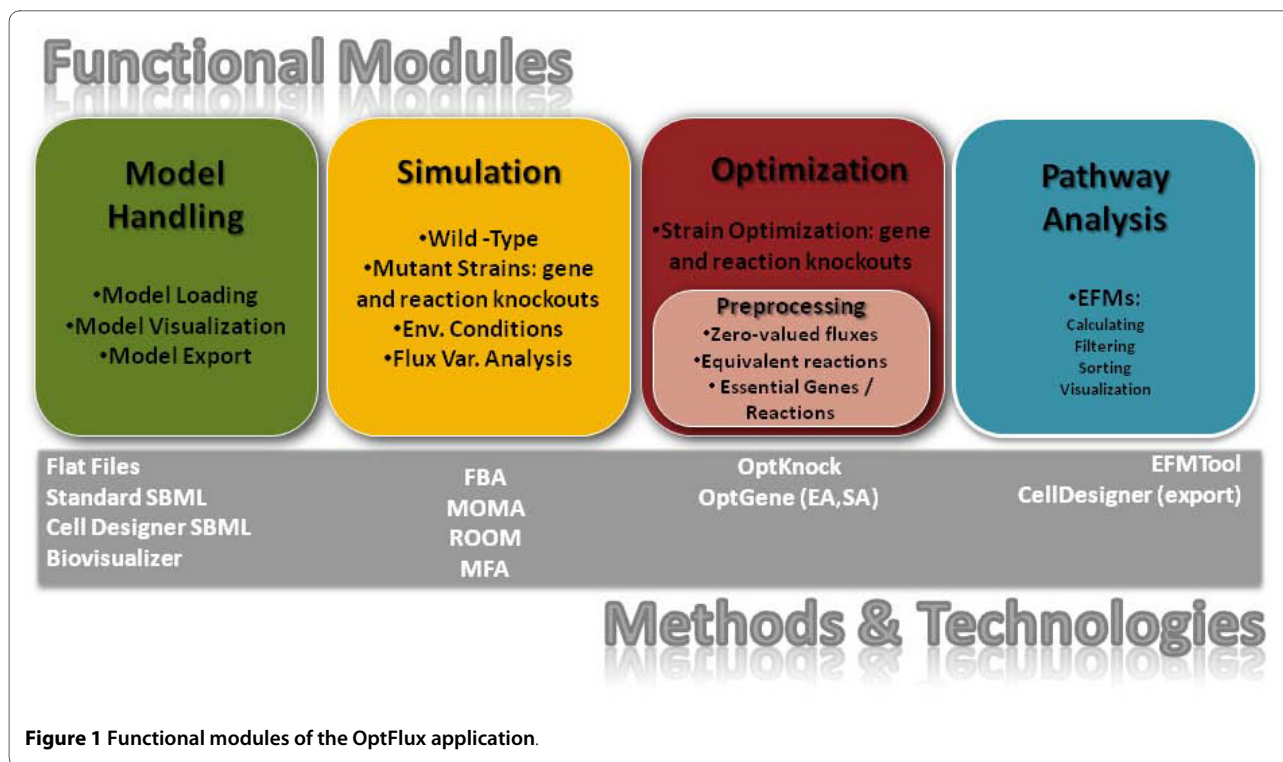 Functional Modules
Model
Handling
•Model Loading
•Model Visualization
•Model Export
Simulation
•Wild -Type
•Mutant Strains: gene
and reaction knockouts
•Env. Conditions
•Flux Var. Analysis
Optimization
•Strain Optimization: gene
and reaction knockouts
Preprocessing
•Zero-valued fluxes
•Equivalent reactions
• Essential Genes /
Reactions
Pathway
Analysis
•EFMs:
Calculating
Filtering
Sorting
Visualization
Flat Files
Standard SBML
Cell Designer SBML
Biovisualizer
FBA
MOMA
ROOM
MFA
OptKnock
OptGene (EA,SA)
EFMTool
CellDesigner (export)
Methods & Technologies
Figure 1 Functional modules of the OptFlux application.